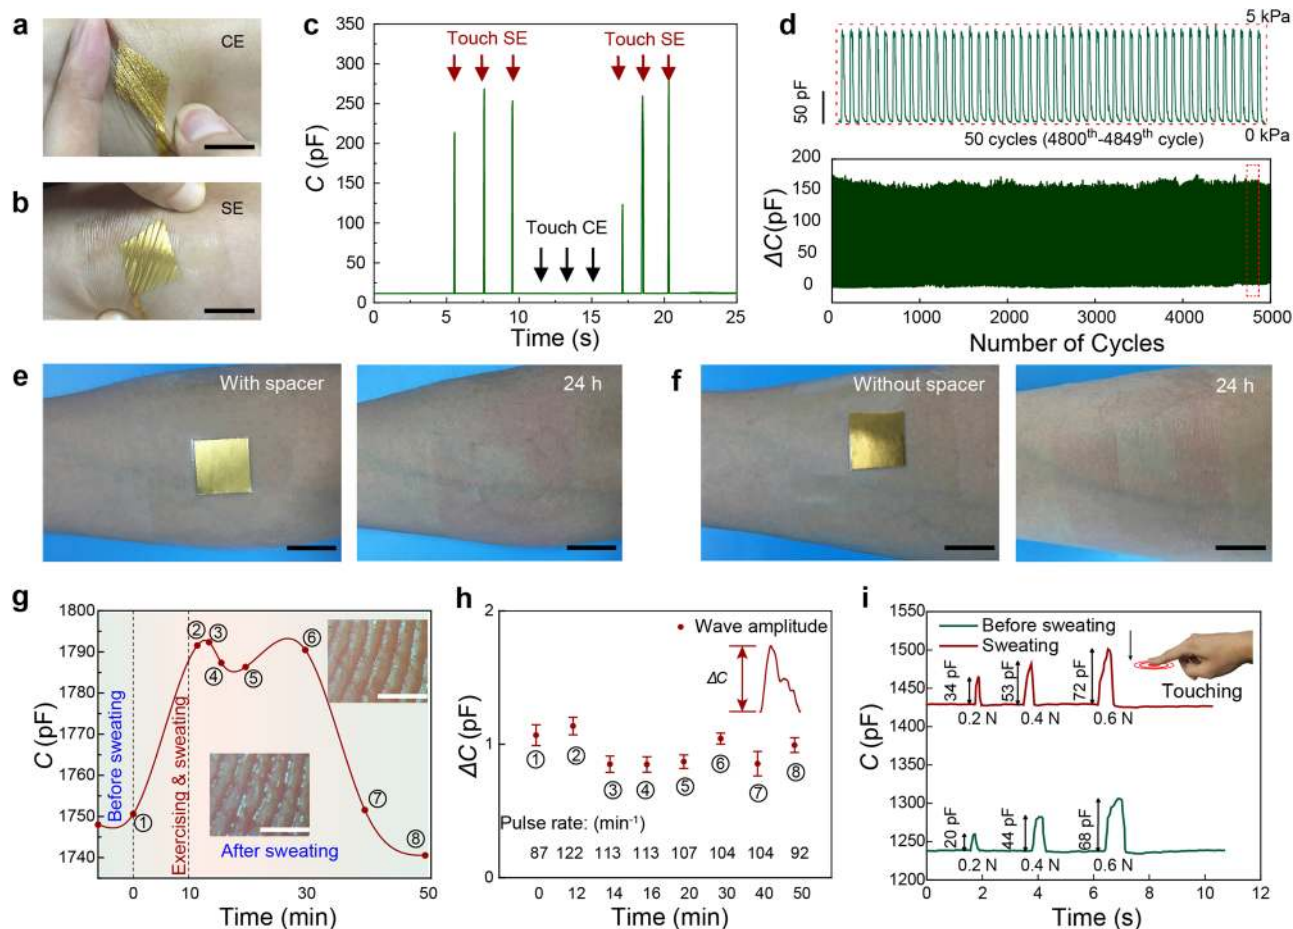 a
CE
b
SE
c
C (pF)
350
300
250
200
150
100
50
0
Touch SE
Touch SE
Touch CE
0 5 10 15 20 25
Time (s)
d
5 kPa
50 pF
50 cycles (4800th-4849th cycle)
0 kPa
ΔC(pF)
200
150
100
50
0
0 1000 2000 3000 4000 5000
Number of Cycles
e
With spacer
24 h
f
Without spacer
24 h
g
C (pF)
1800
1790
1780
1770
1760
1750
1740
Before sweating
Exercising & sweating
After sweating
① ② ③ ④ ⑤ ⑥ ⑦ ⑧
0 10 30 50
Time (min)
h
ΔC
2
1
0
Wave amplitude
ΔC
① ② ③ ④ ⑤ ⑥ ⑦ ⑧
Pulse rate: (min⁻¹)
87 122 113 113 107 104 104 92
0 12 14 16 20 30 40 50
Time (min)
i
C (pF)
1550
1500
1450
1400
1300
1250
1200
Before sweating
Sweating
Touching
34 pF 53 pF 72 pF
0.2 N 0.4 N 0.6 N
20 pF 44 pF 68 pF
0.2 N 0.4 N 0.6 N
0 2 4 6 8 10 12
Time (s)